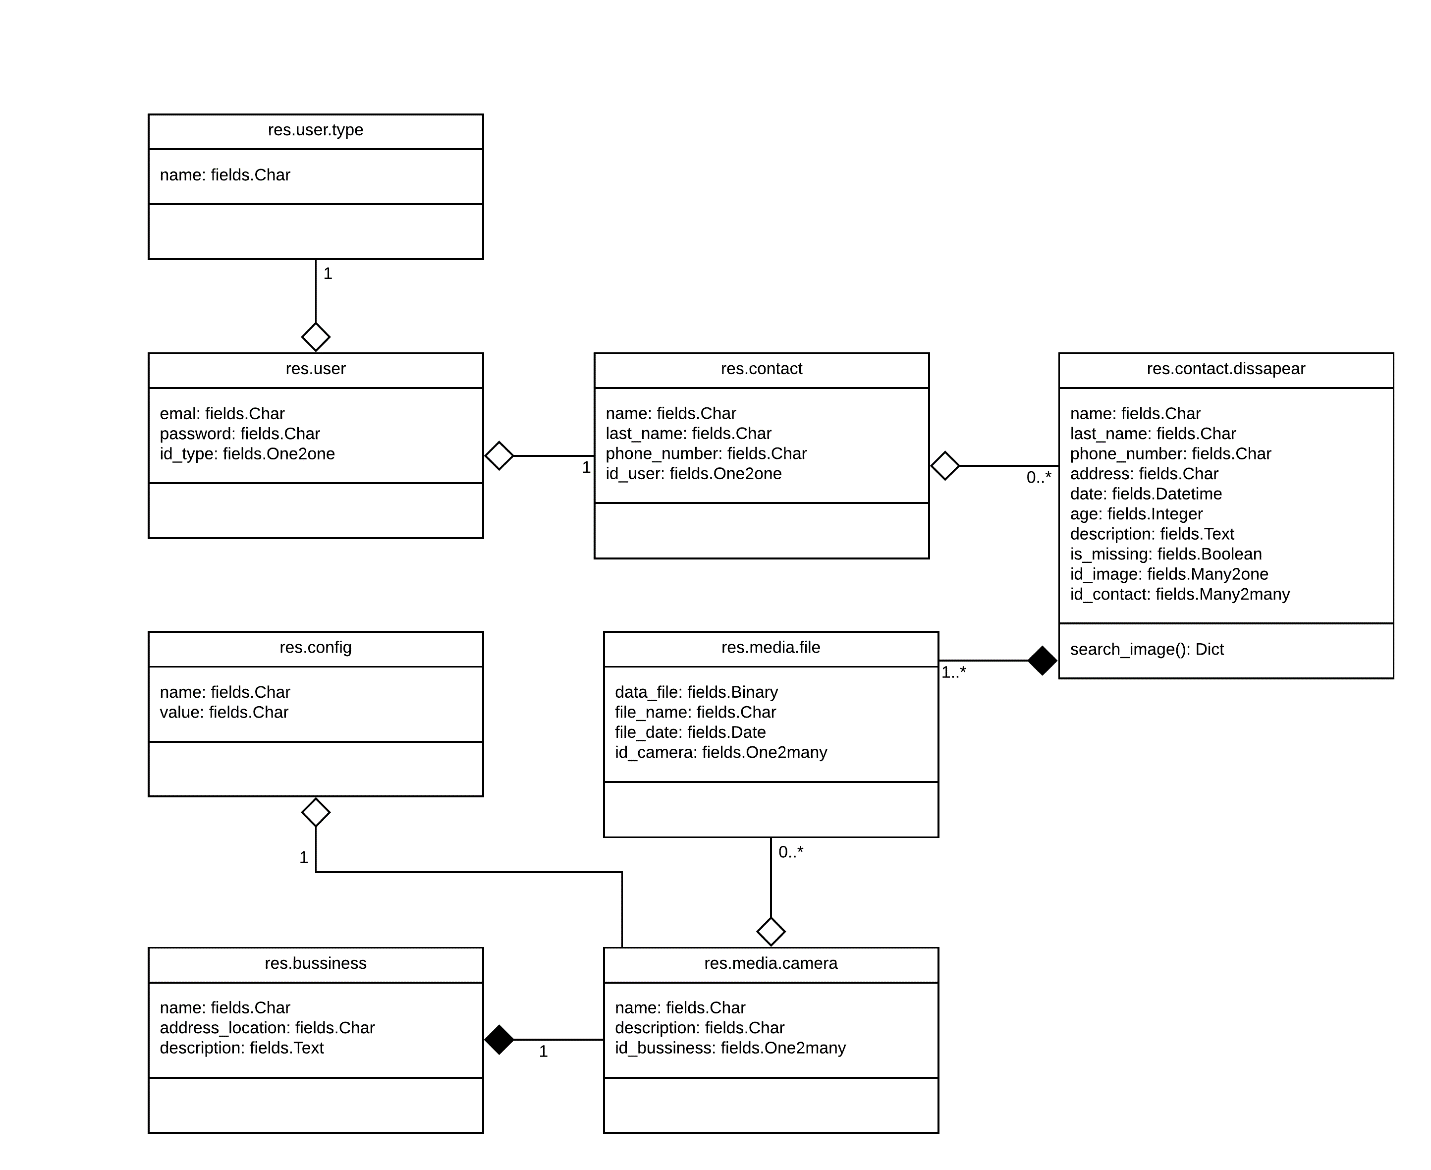 res.user.type
name: fields.Char
1
res.user
emal: fields.Char
password: fields.Char
id_type: fields.One2one
1
res.contact
name: fields.Char
last_name: fields.Char
phone_number: fields.Char
id_user: fields.One2one
0..*
res.contact.dissapear
name: fields.Char
last_name: fields.Char
phone_number: fields.Char
address: fields.Char
date: fields.Datetime
age: fields.Integer
description: fields.Text
is_missing: fields.Boolean
id_image: fields.Many2one
id_contact: fields.Many2many
search_image(): Dict
res.config
name: fields.Char
value: fields.Char
1
res.media.file
data_file: fields.Binary
file_name: fields.Char
file_date: fields.Date
id_camera: fields.One2many
1..*
0..*
res.bussiness
name: fields.Char
address_location: fields.Char
description: fields.Text
1
res.media.camera
name: fields.Char
description: fields.Char
id_bussiness: fields.One2many